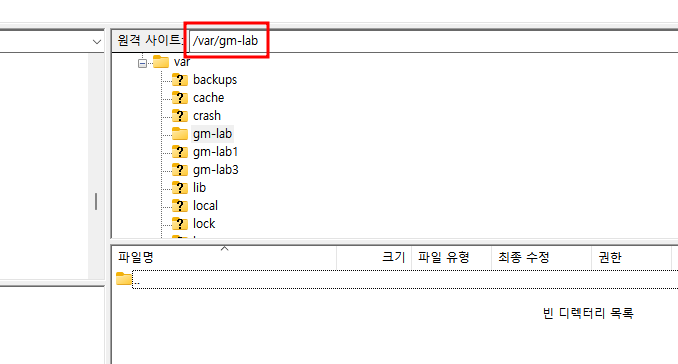 원격 사이트: /var/gm-lab
var
backups
cache
crash
gm-lab
gm-lab1
gm-lab3
lib
local
lock
파일명 크기 파일 유형 최종 수정 권한
..
빈 디렉터리 목록